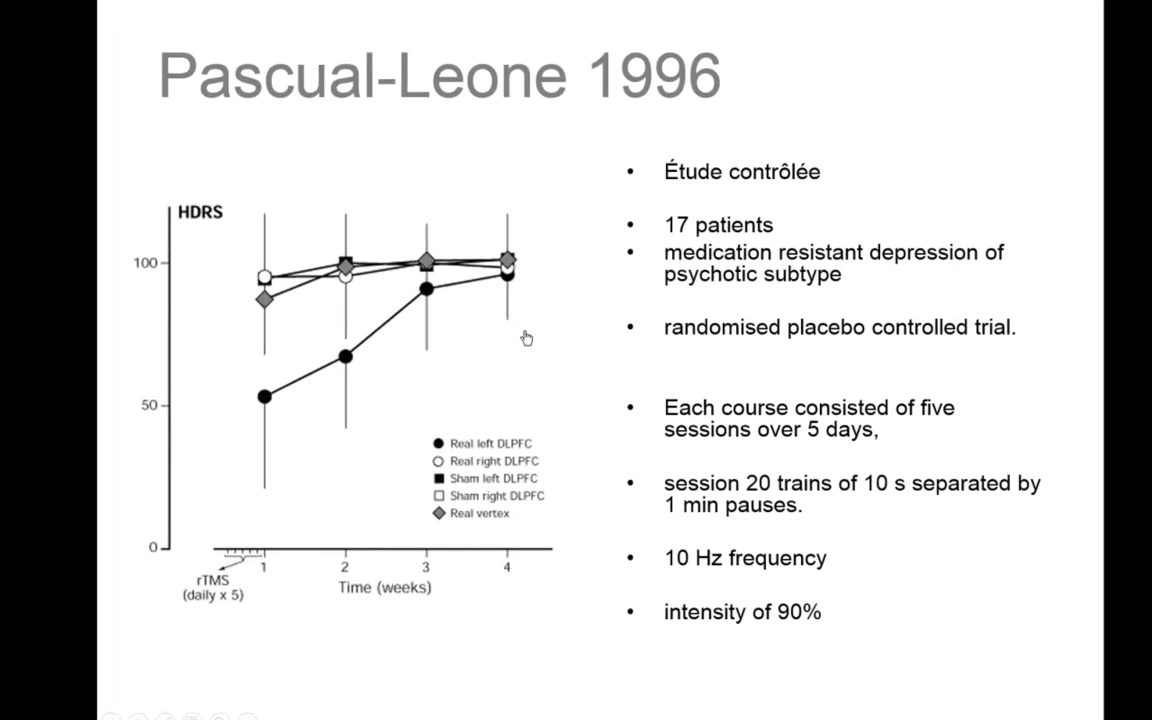 Pascual-Leone 1996
HDRS
100
50
0
Real left DLPFC
Real right DLPFC
Sham left DLPFC
Sham right DLPFC
Real vertex
1
2
3
4
rTMS
(daily x 5)
Time (weeks)
• Étude contrôlée
• 17 patients
• medication resistant depression of
psychotic subtype
• randomised placebo controlled trial.
• Each course consisted of five
sessions over 5 days,
• session 20 trains of 10 s separated by
1 min pauses.
• 10 Hz frequency
• intensity of 90%